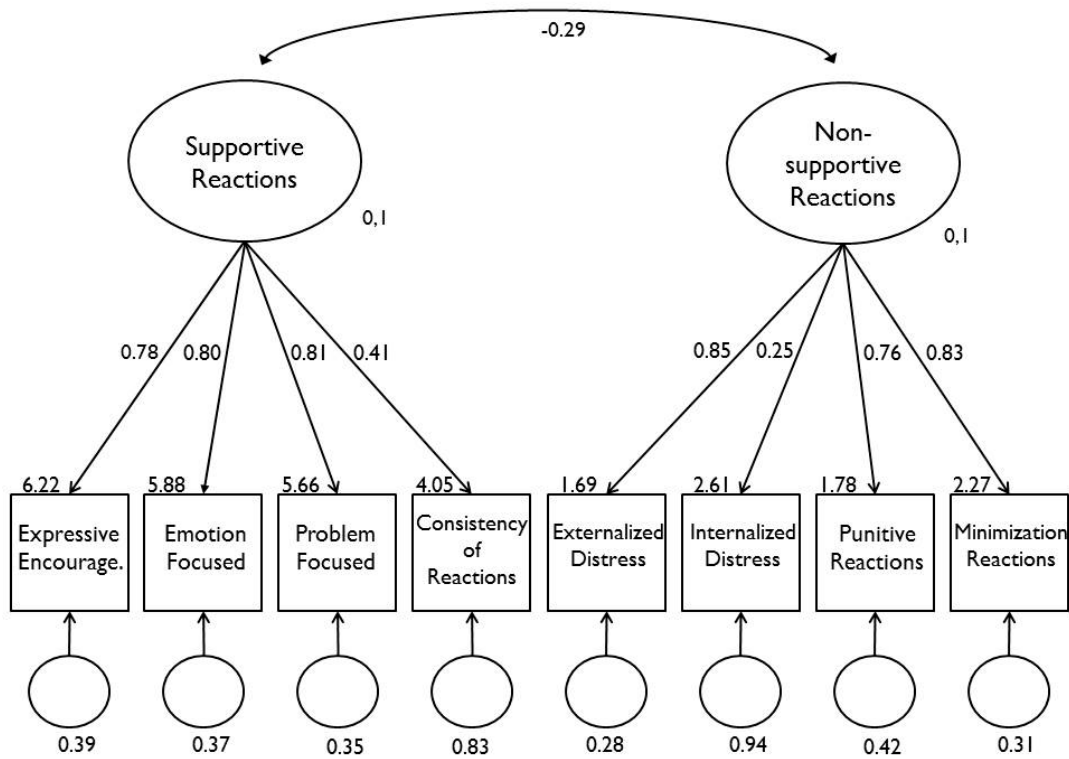 -0.29
Supportive
Reactions
Non-
supportive
Reactions
0,1
0,1
0.78 0.80 0.81 0.41
0.85 0.25 0.76 0.83
6.22 5.88 5.66 4.05 1.69 2.61 1.78 2.27
Expressive
Encourage.
Emotion
Focused
Problem
Focused
Consistency
of
Reactions
Externalized
Distress
Internalized
Distress
Punitive
Reactions
Minimization
Reactions
0.39 0.37 0.35 0.83 0.28 0.94 0.42 0.31